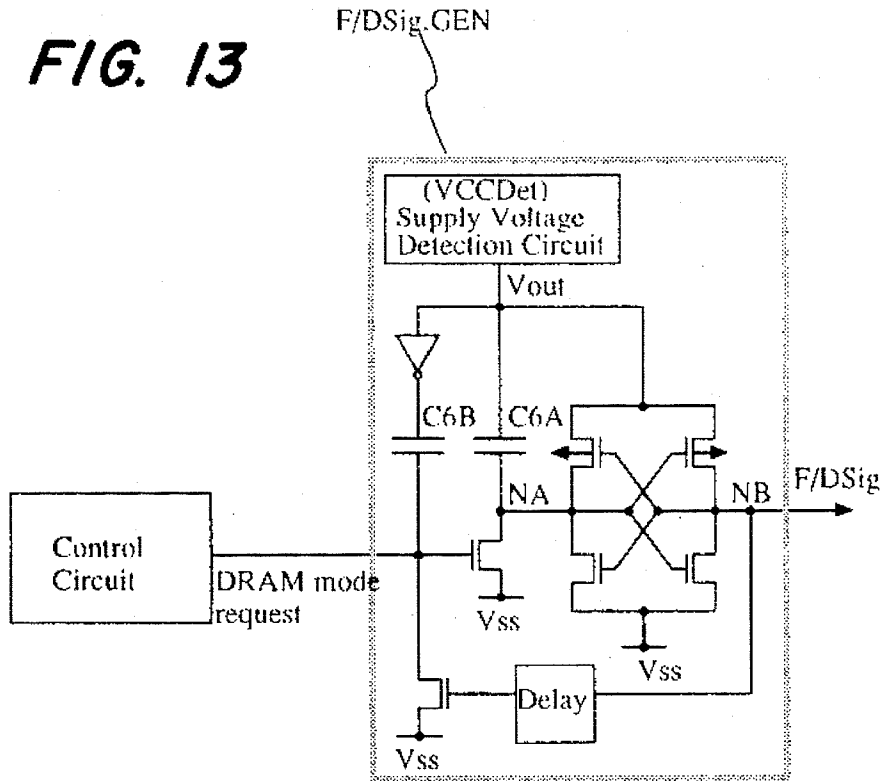 F/DSig.GEN
FIG. 13
(VCCDet)
Supply Voltage
Detection Circuit
Vout
C6B
C6A
NA
NB
F/DSig
Control
Circuit
DRAM mode
request
Vss
Vss
Delay
Vss